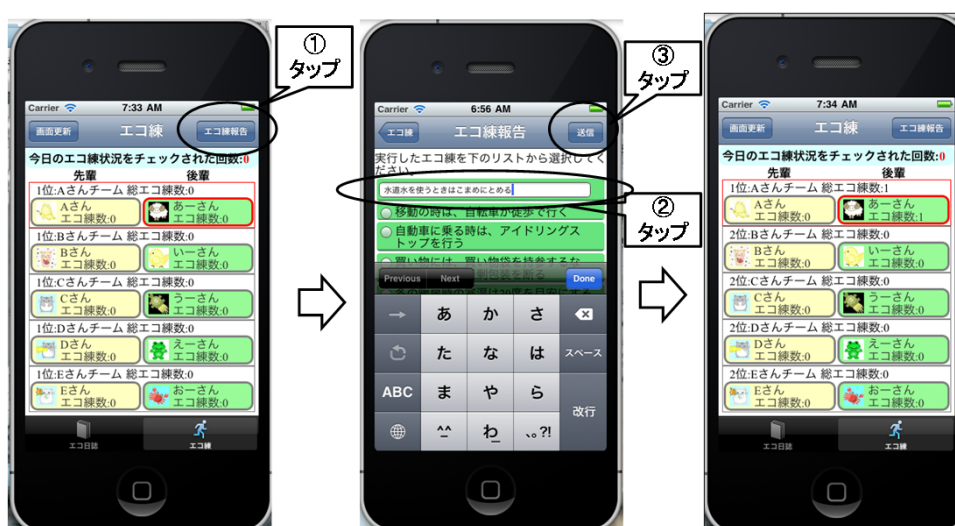 ①
タップ
Carrier
7:33 AM
画面更新
エコ練
エコ練報告
今日のエコ練状況をチェックされた回数:0
先輩
後輩
1位:Aさんチーム 総エコ練数:0
Aさん
エコ練数:0
あーさん
エコ練数:0
1位:Bさんチーム 総エコ練数:0
Bさん
エコ練数:0
いーさん
エコ練数:0
1位:Cさんチーム 総エコ練数:0
Cさん
エコ練数:0
うーさん
エコ練数:0
1位:Dさんチーム 総エコ練数:0
Dさん
エコ練数:0
えーさん
エコ練数:0
1位:Eさんチーム 総エコ練数:0
Eさん
エコ練数:0
おーさん
エコ練数:0
エコ日誌
エコ練
③
タップ
Carrier
6:56 AM
エコ練
エコ練報告
送信
実行したエコ練を下のリストから選択してく
ださい。
水道水を使うときはこまめにとめる
②
タップ
移動の時は、自転車が徒歩で行く
自動車に乗る時は、アイドリングス
トップを行う
買い物には、買い物袋を持参するな
Previous
Next
Done
→
あ
か
さ
た
な
は
スペース
ABC
ま
や
ら
改行
^_^
わ
、。?!
Carrier
7:34 AM
画面更新
エコ練
エコ練報告
今日のエコ練状況をチェックされた回数:0
先輩
後輩
1位:Aさんチーム 総エコ練数:1
Aさん
エコ練数:0
あーさん
エコ練数:1
2位:Bさんチーム 総エコ練数:0
Bさん
エコ練数:0
いーさん
エコ練数:0
2位:Cさんチーム 総エコ練数:0
Cさん
エコ練数:0
うーさん
エコ練数:0
2位:Dさんチーム 総エコ練数:0
Dさん
エコ練数:0
えーさん
エコ練数:0
2位:Eさんチーム 総エコ練数:0
Eさん
エコ練数:0
おーさん
エコ練数:0
エコ日誌
エコ練